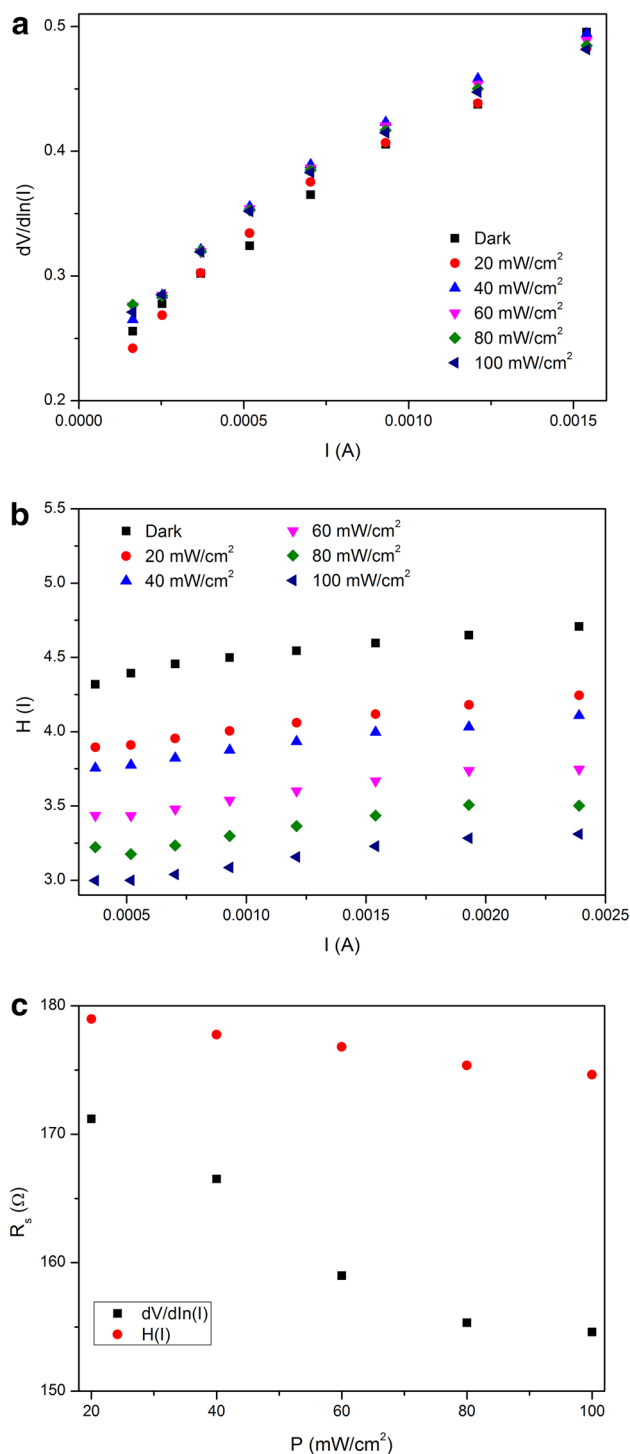 a
0.5
0.4
0.3
0.2
dV/dln(I)
Dark
20 mW/cm²
40 mW/cm²
60 mW/cm²
80 mW/cm²
100 mW/cm²
0.0000
0.0005
0.0010
0.0015
I (A)
b
5.5
5.0
4.5
4.0
3.5
3.0
H (I)
Dark
20 mW/cm²
40 mW/cm²
60 mW/cm²
80 mW/cm²
100 mW/cm²
0.0005
0.0010
0.0015
0.0020
0.0025
I (A)
c
180
170
160
150
Rₛ (Ω)
dV/dln(I)
H(I)
20
40
60
80
100
P (mW/cm²)